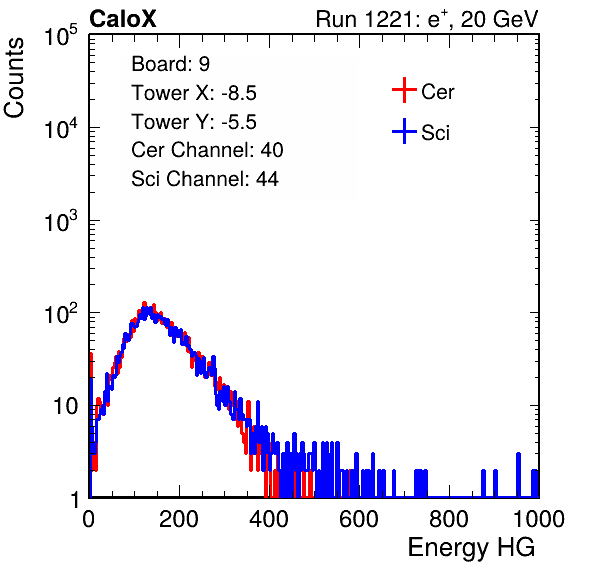 CaloX Run 1221: e⁺, 20 GeV
Counts
Board: 9
Tower X: -8.5
Tower Y: -5.5
Cer Channel: 40
Sci Channel: 44
Cer
Sci
10⁵
10⁴
10³
10²
10
1
0 200 400 600 800 1000
Energy HG